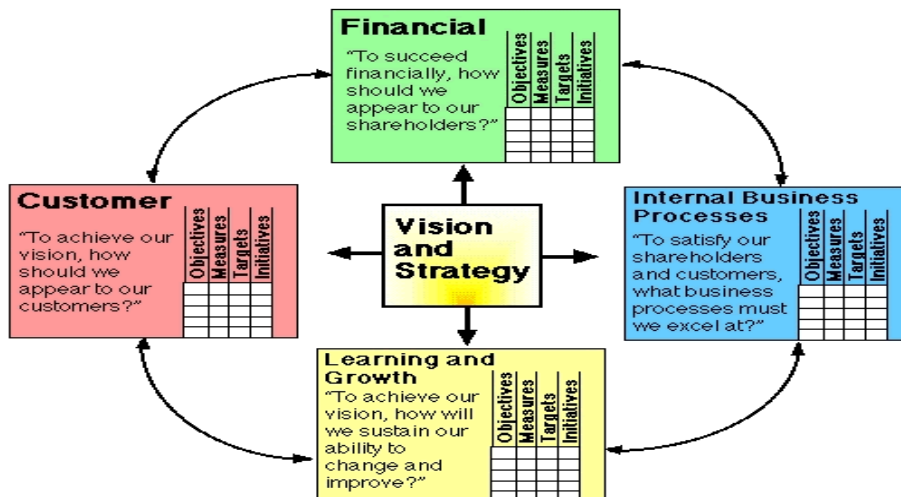 Financial
“To succeed
financially, how
should we
appear to our
shareholders?”
Objectives
Measures
Targets
Initiatives
Customer
“To achieve our
vision, how
should we
appear to our
customers?”
Objectives
Measures
Targets
Initiatives
Vision
and
Strategy
Internal Business
Processes
“To satisfy our
shareholders
and customers,
what business
processes must
we excel at?”
Objectives
Measures
Targets
Initiatives
Learning and
Growth
“To achieve our
vision, how will
we sustain our
ability to
change and
improve?”
Objectives
Measures
Targets
Initiatives